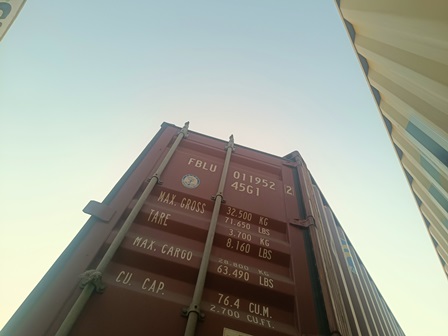 FBLU 011952 2
45G1
MAX. GROSS 32.500 KG
71.650 LBS
TARE 3.700 KG
8.160 LBS
MAX. CARGO 28.800 KG
63.490 LBS
CU. CAP. 76.4 CU.M.
2.700 CU.FT.